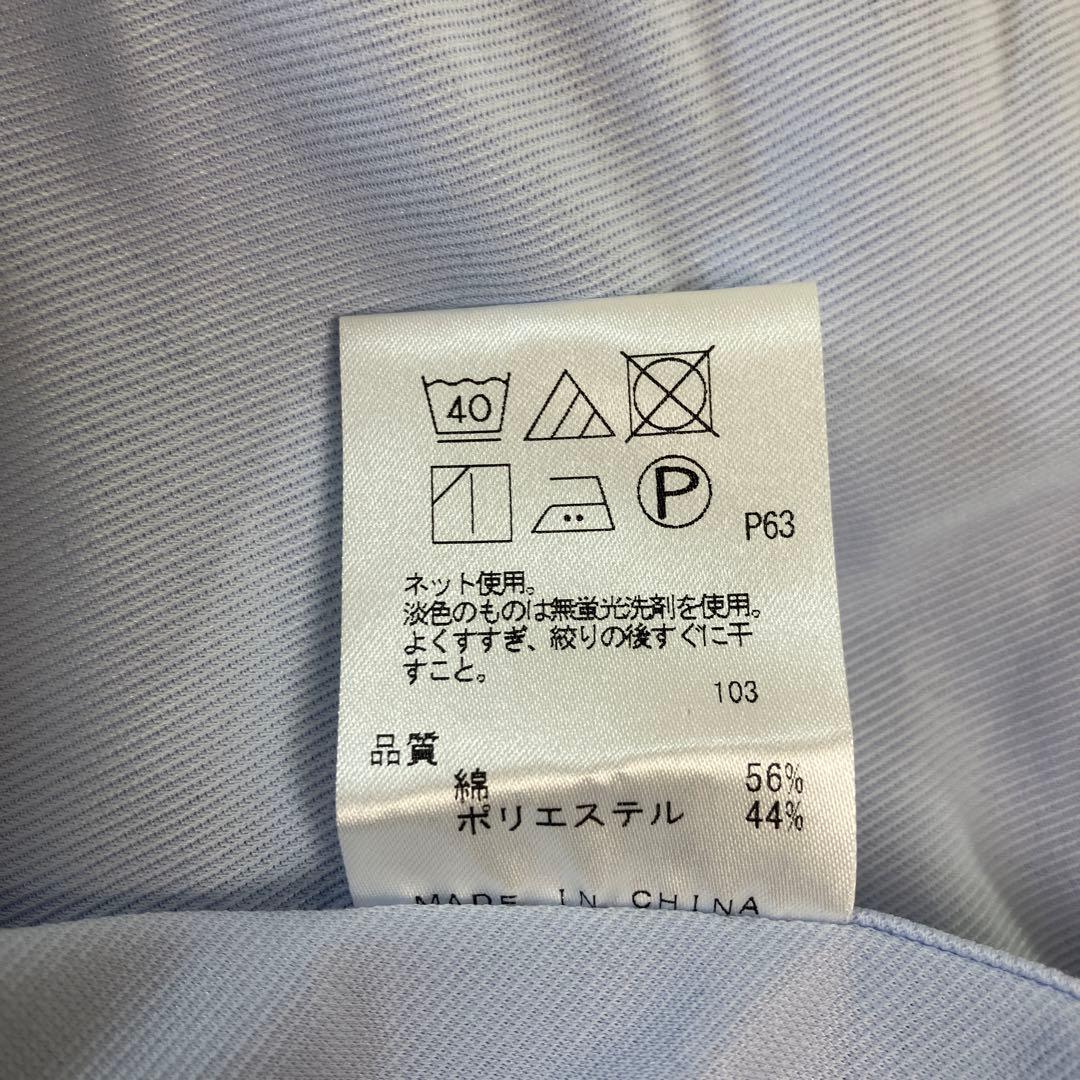 40
P P63
ネット使用。
淡色のものは無蛍光洗剤を使用。
よくすすぎ、絞りの後すぐに干
すこと。
103
品質
綿 56%
ポリエステル 44%
MADE IN CHINA